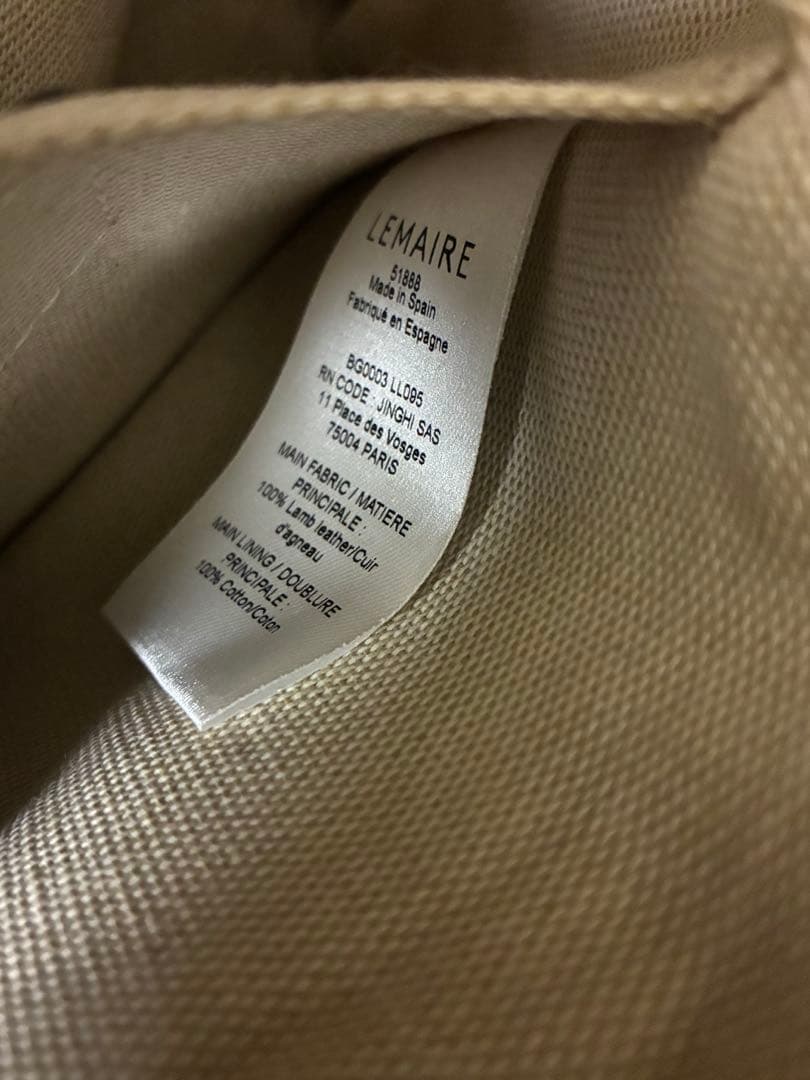 LEMAIRE
51888
Made in Spain
Fabriqué en Espagne
BG0003 LL095
RN CODE : JINGHI SAS
11 Place des Vosges
75004 PARIS
MAIN FABRIC / MATIERE
PRINCIPALE :
100% Lamb leather/Cuir
d'agneau
MAIN LINING / DOUBLURE
PRINCIPALE :
100% Cotton/Coton